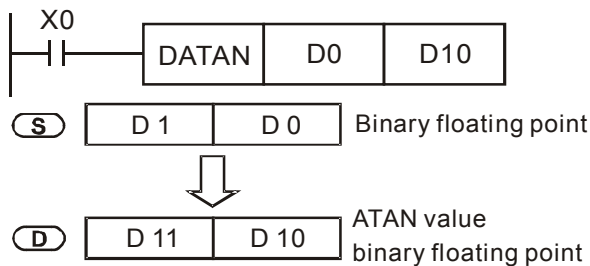 X0
DATAN D0 D10
S D 1 D 0 Binary floating point
D D 11 D 10 ATAN value
binary floating point